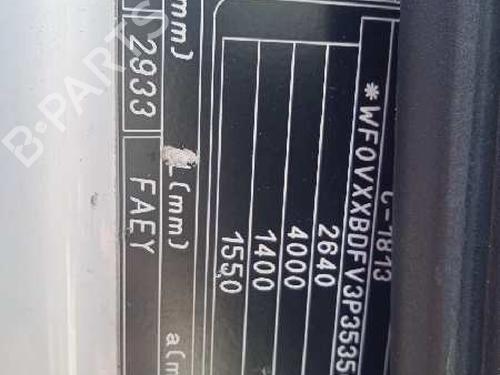 C-1813
*WF0VXXBDFV3P3535
2640
4000
1400
1550
L(mm)
a(m
mm)
2933
FAEY
B-PARTS